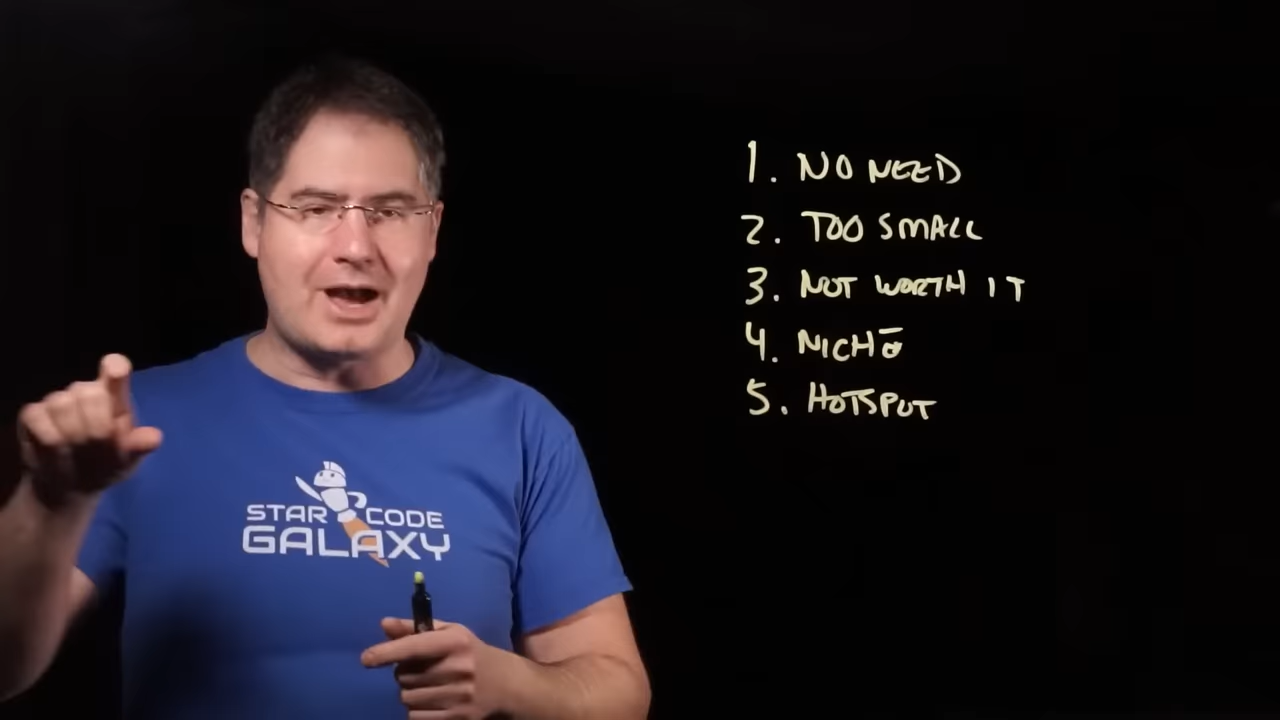 1. NO NEED
2. TOO SMALL
3. NOT WORTH IT
4. NICHE
5. HOTSPOT
STAR CODE
GALAXY